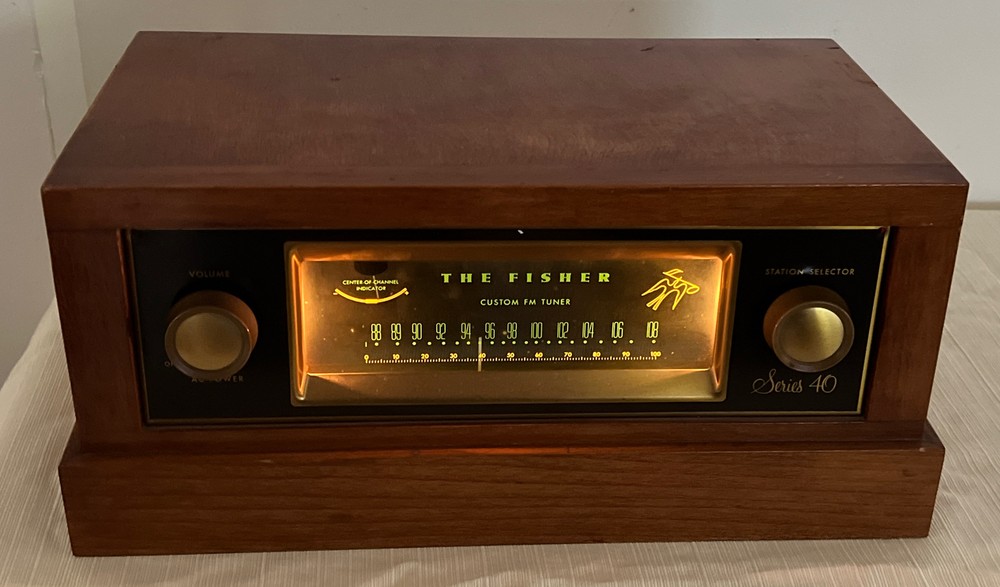 VOLUME
AC POWER
CENTER OF CHANNEL
INDICATOR
THE FISHER
CUSTOM FM TUNER
88 89 90 92 94 96 98 100 102 104 106 108
0 10 20 30 40 50 60 70 80 90 100
STATION SELECTOR
Series 40